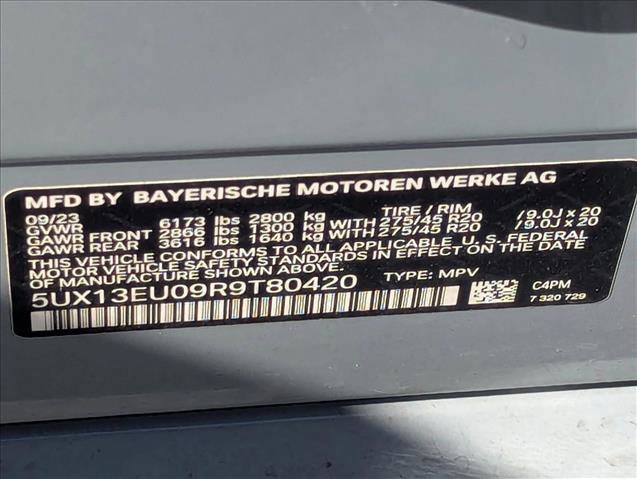 MFD BY BAYERISCHE MOTOREN WERKE AG
09/23 TIRE / RIM
GVWR 6173 lbs 2800 kg
GAWR FRONT 2866 lbs 1300 kg WITH 275/45 R20 / 9.0J x 20
GAWR REAR 3616 lbs 1640 kg WITH 275/45 R20 / 9.0J x 20
THIS VEHICLE CONFORMS TO ALL APPLICABLE U.S. FEDERAL
MOTOR VEHICLE SAFETY STANDARDS IN EFFECT ON THE DATE
OF MANUFACTURE SHOWN ABOVE.
5UX13EU09R9T80420 TYPE: MPV
C4PM
7 320 729